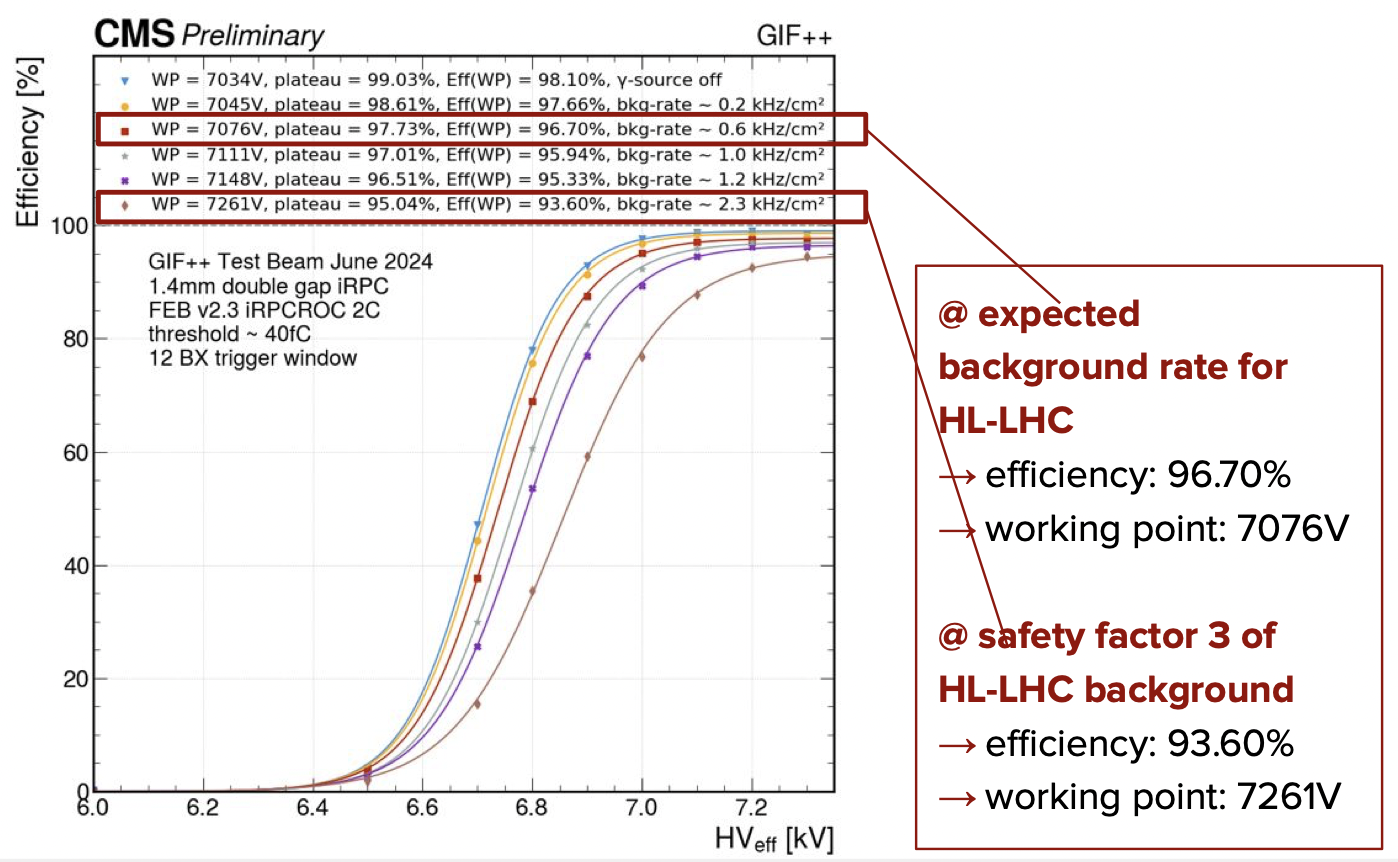 CMS Preliminary
GIF++
Efficiency [%]
WP = 7034V, plateau = 99.03%, Eff(WP) = 98.10%, γ-source off
WP = 7045V, plateau = 98.61%, Eff(WP) = 97.66%, bkg-rate ~ 0.2 kHz/cm²
WP = 7076V, plateau = 97.73%, Eff(WP) = 96.70%, bkg-rate ~ 0.6 kHz/cm²
WP = 7111V, plateau = 97.01%, Eff(WP) = 95.94%, bkg-rate ~ 1.0 kHz/cm²
WP = 7148V, plateau = 96.51%, Eff(WP) = 95.33%, bkg-rate ~ 1.2 kHz/cm²
WP = 7261V, plateau = 95.04%, Eff(WP) = 93.60%, bkg-rate ~ 2.3 kHz/cm²
GIF++ Test Beam June 2024
1.4mm double gap iRPC
FEB v2.3 iRPCROC 2C
threshold ~ 40fC
12 BX trigger window
100
80
60
40
20
0
6.0 6.2 6.4 6.6 6.8 7.0 7.2
HVeff [kV]
@ expected
background rate for
HL-LHC
→ efficiency: 96.70%
→ working point: 7076V
@ safety factor 3 of
HL-LHC background
→ efficiency: 93.60%
→ working point: 7261V